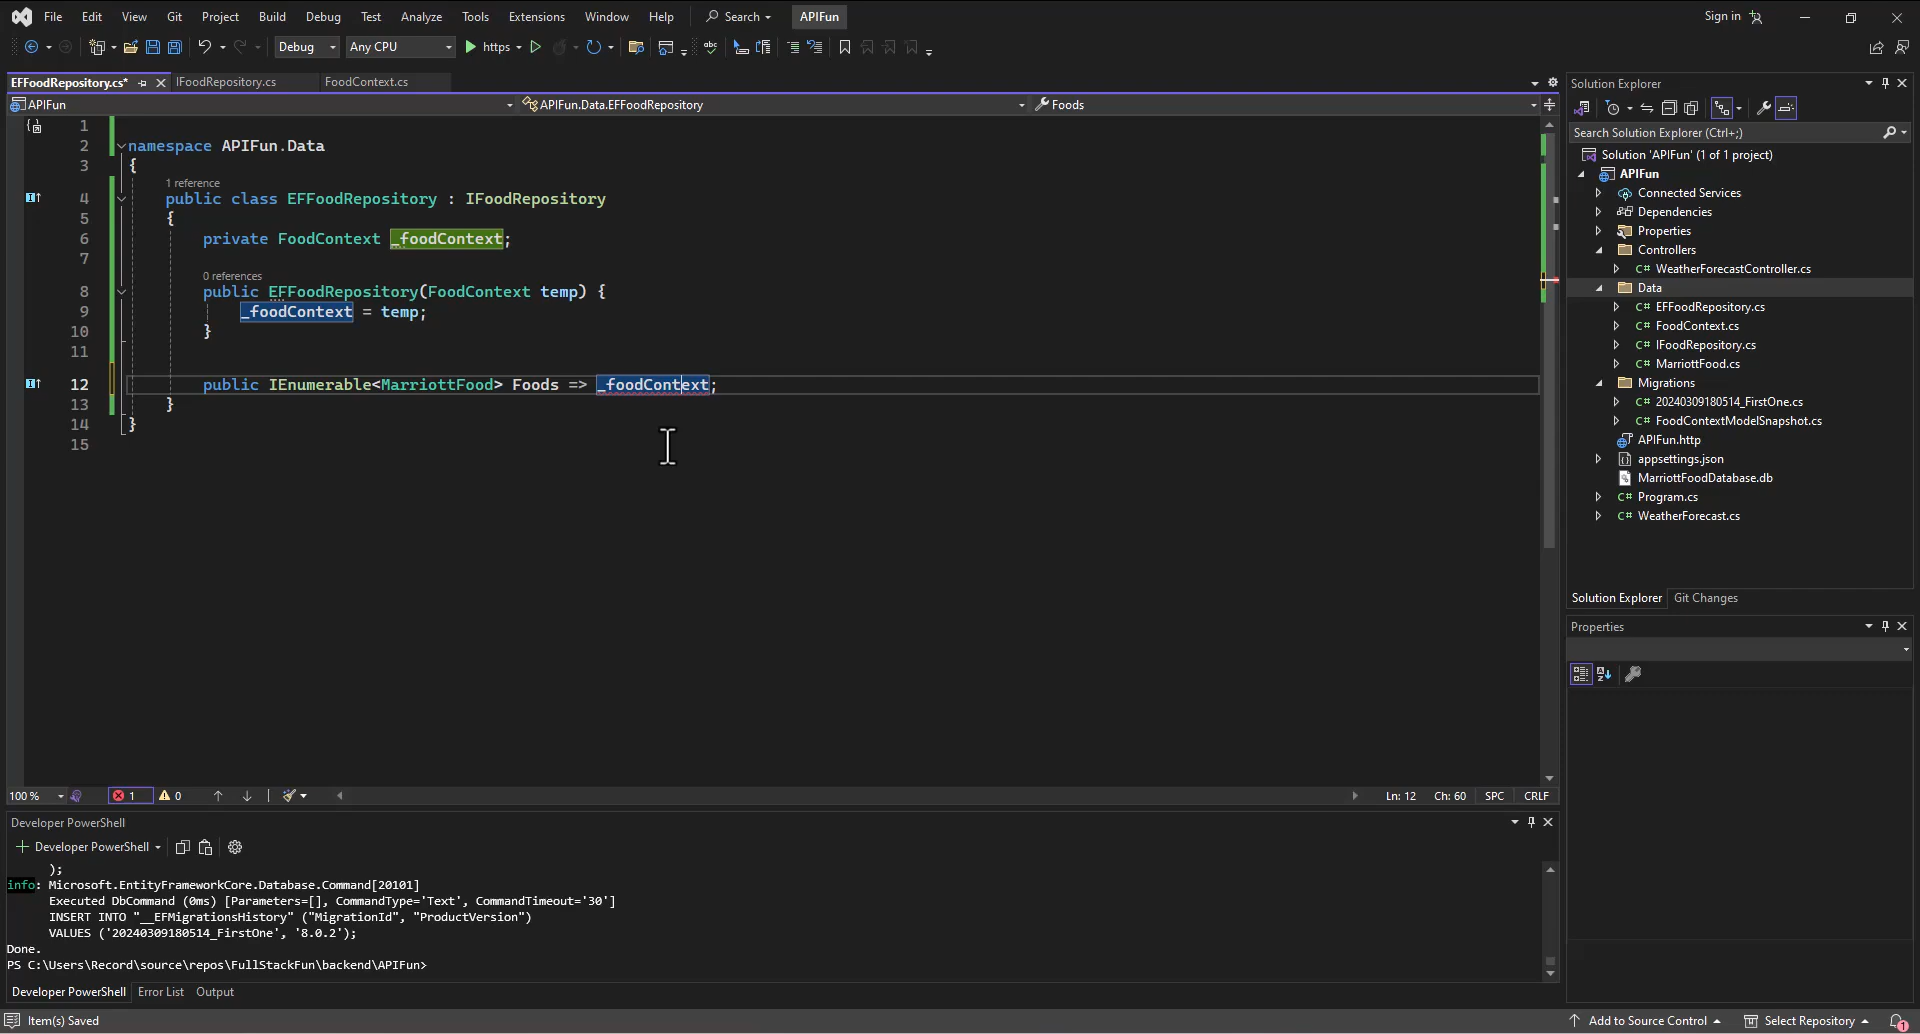 File Edit View Git Project Build Debug Test Analyze Tools Extensions Window Help Search APIFun Sign in
Debug Any CPU https
EFFoodRepository.cs* IFoodRepository.cs FoodContext.cs
APIFun APIFun.Data.EFFoodRepository Foods
1
2 namespace APIFun.Data
3 {
1 reference
4 public class EFFoodRepository : IFoodRepository
5 {
6 private FoodContext _foodContext;
7
0 references
8 public EFFoodRepository(FoodContext temp) {
9 _foodContext = temp;
10 }
11
12 public IEnumerable<MarriottFood> Foods => _foodContext;
13 }
14 }
15
100 % 1 0 Ln: 12 Ch: 60 SPC CRLF
Developer PowerShell
Developer PowerShell
);
info: Microsoft.EntityFrameworkCore.Database.Command[20101]
Executed DbCommand (0ms) [Parameters=[], CommandType='Text', CommandTimeout='30']
INSERT INTO "__EFMigrationsHistory" ("MigrationId", "ProductVersion")
VALUES ('20240309180514_FirstOne', '8.0.2');
Done.
PS C:\Users\Record\source\repos\FullStackFun\backend\APIFun>
Developer PowerShell Error List Output
Item(s) Saved
Solution Explorer
Search Solution Explorer (Ctrl+;)
Solution 'APIFun' (1 of 1 project)
APIFun
Connected Services
Dependencies
Properties
Controllers
C# WeatherForecastController.cs
Data
C# EFFoodRepository.cs
C# FoodContext.cs
C# IFoodRepository.cs
C# MarriottFood.cs
Migrations
C# 20240309180514_FirstOne.cs
C# FoodContextModelSnapshot.cs
APIFun.http
appsettings.json
MarriottFoodDatabase.db
C# Program.cs
C# WeatherForecast.cs
Solution Explorer Git Changes
Properties
Add to Source Control Select Repository 1